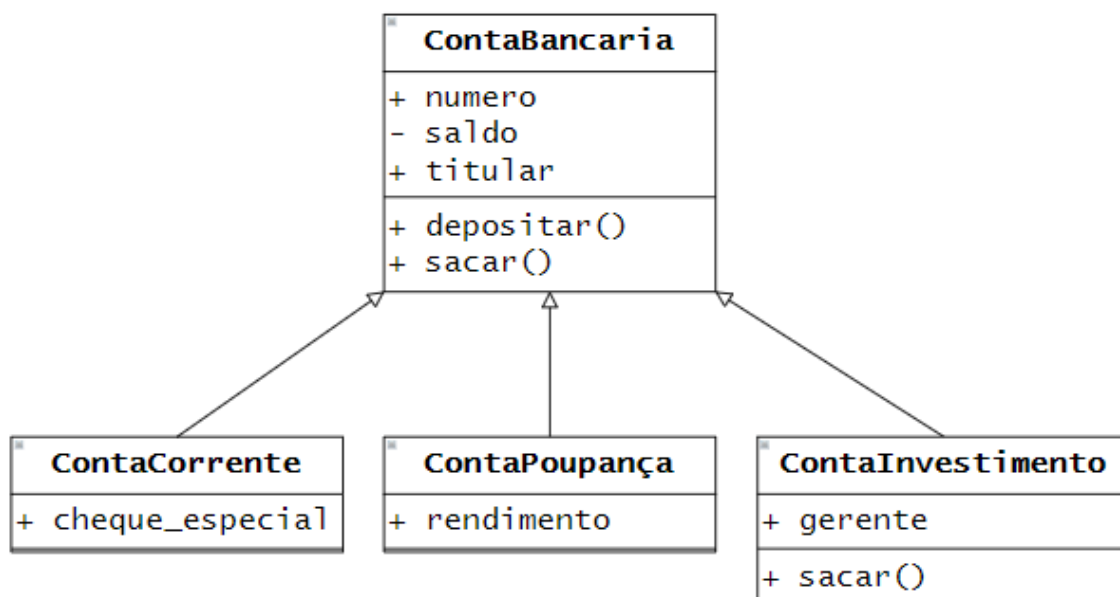 ContaBancaria
+ numero
- saldo
+ titular
+ depositar()
+ sacar()
ContaCorrente
+ cheque_especial
ContaPoupança
+ rendimento
ContaInvestimento
+ gerente
+ sacar()